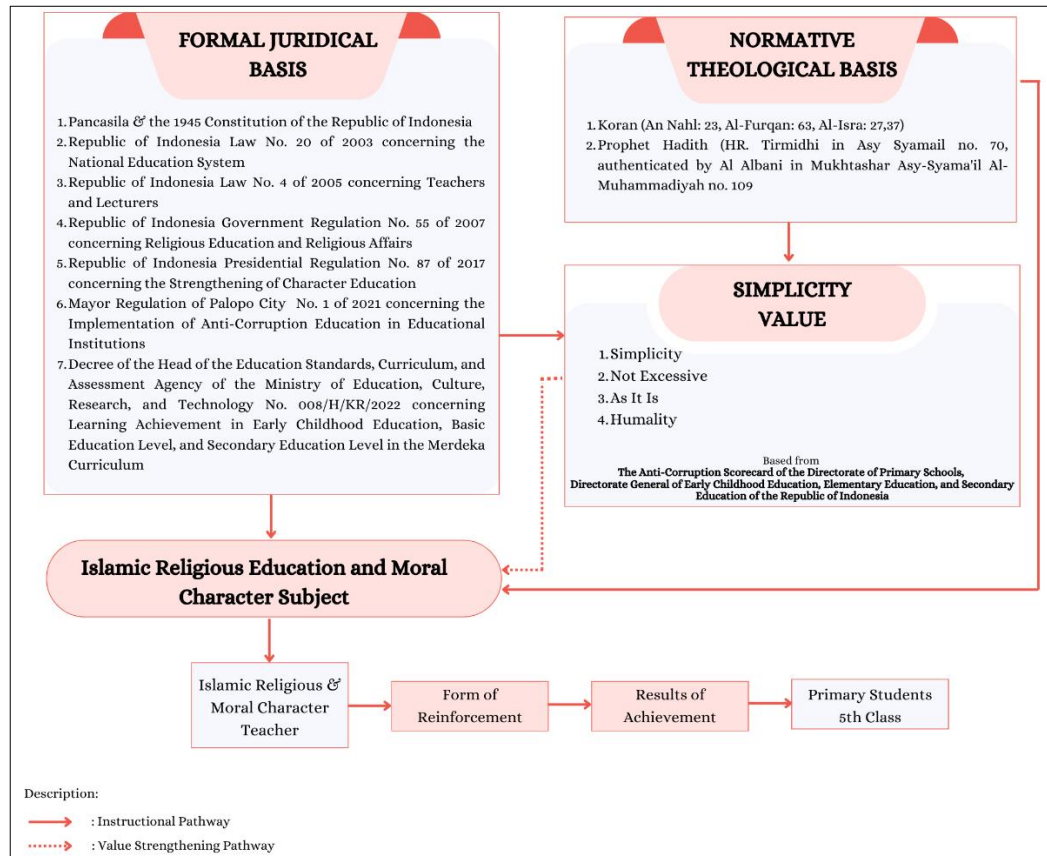 FORMAL JURIDICAL
BASIS
1. Pancasila & the 1945 Constitution of the Republic of Indonesia
2. Republic of Indonesia Law No. 20 of 2003 concerning the
National Education System
3. Republic of Indonesia Law No. 4 of 2005 concerning Teachers
and Lecturers
4. Republic of Indonesia Government Regulation No. 55 of 2007
concerning Religious Education and Religious Affairs
5. Republic of Indonesia Presidential Regulation No. 87 of 2017
concerning the Strengthening of Character Education
6. Mayor Regulation of Palopo City No. 1 of 2021 concerning the
Implementation of Anti-Corruption Education in Educational
Institutions
7. Decree of the Head of the Education Standards, Curriculum, and
Assessment Agency of the Ministry of Education, Culture,
Research, and Technology No. 008/H/KR/2022 concerning
Learning Achievement in Early Childhood Education, Basic
Education Level, and Secondary Education Level in the Merdeka
Curriculum
NORMATIVE
THEOLOGICAL BASIS
1. Koran (An Nahl: 23, Al-Furqan: 63, Al-Isra: 27,37)
2. Prophet Hadith (HR. Tirmidhi in Asy Syamail no. 70,
authenticated by Al Albani in Mukhtashar Asy-Syama'il Al-
Muhammadiyah no. 109
SIMPLICITY
VALUE
1. Simplicity
2. Not Excessive
3. As It Is
4. Humality
Based from
The Anti-Corruption Scorecard of the Directorate of Primary Schools,
Directorate General of Early Childhood Education, Elementary Education, and Secondary
Education of the Republic of Indonesia
Islamic Religious Education and Moral
Character Subject
Islamic Religious &
Moral Character
Teacher
Form of
Reinforcement
Results of
Achievement
Primary Students
5th Class
Description:
: Instructional Pathway
: Value Strengthening Pathway